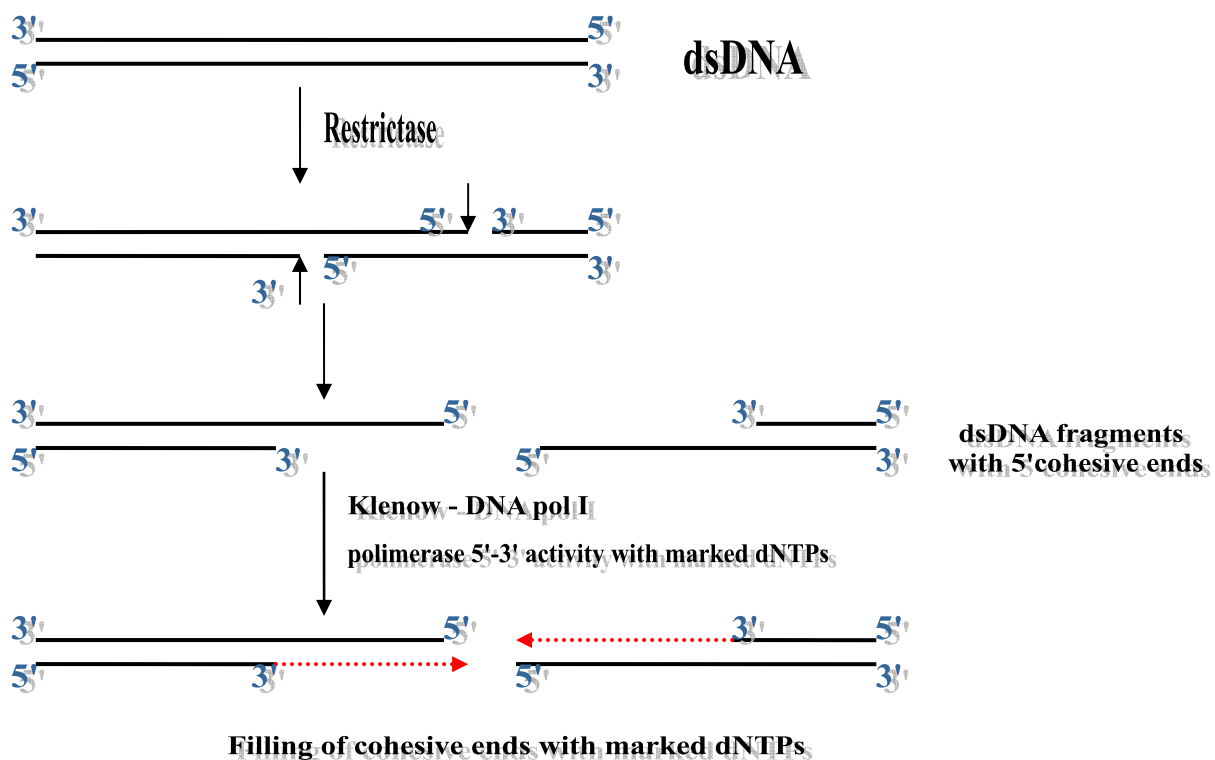 3' 5'
dsDNA
5' 3'
Restrictase
3' 5' 3' 5'
5' 3'
3'
3' 5' 3' 5'
dsDNA fragments
5' 3' 5' 3'
with 5'cohesive ends
Klenow - DNA pol I
polimerase 5'-3' activity with marked dNTPs
3' 5' 3' 5'
5' 3' 5' 3'
Filling of cohesive ends with marked dNTPs